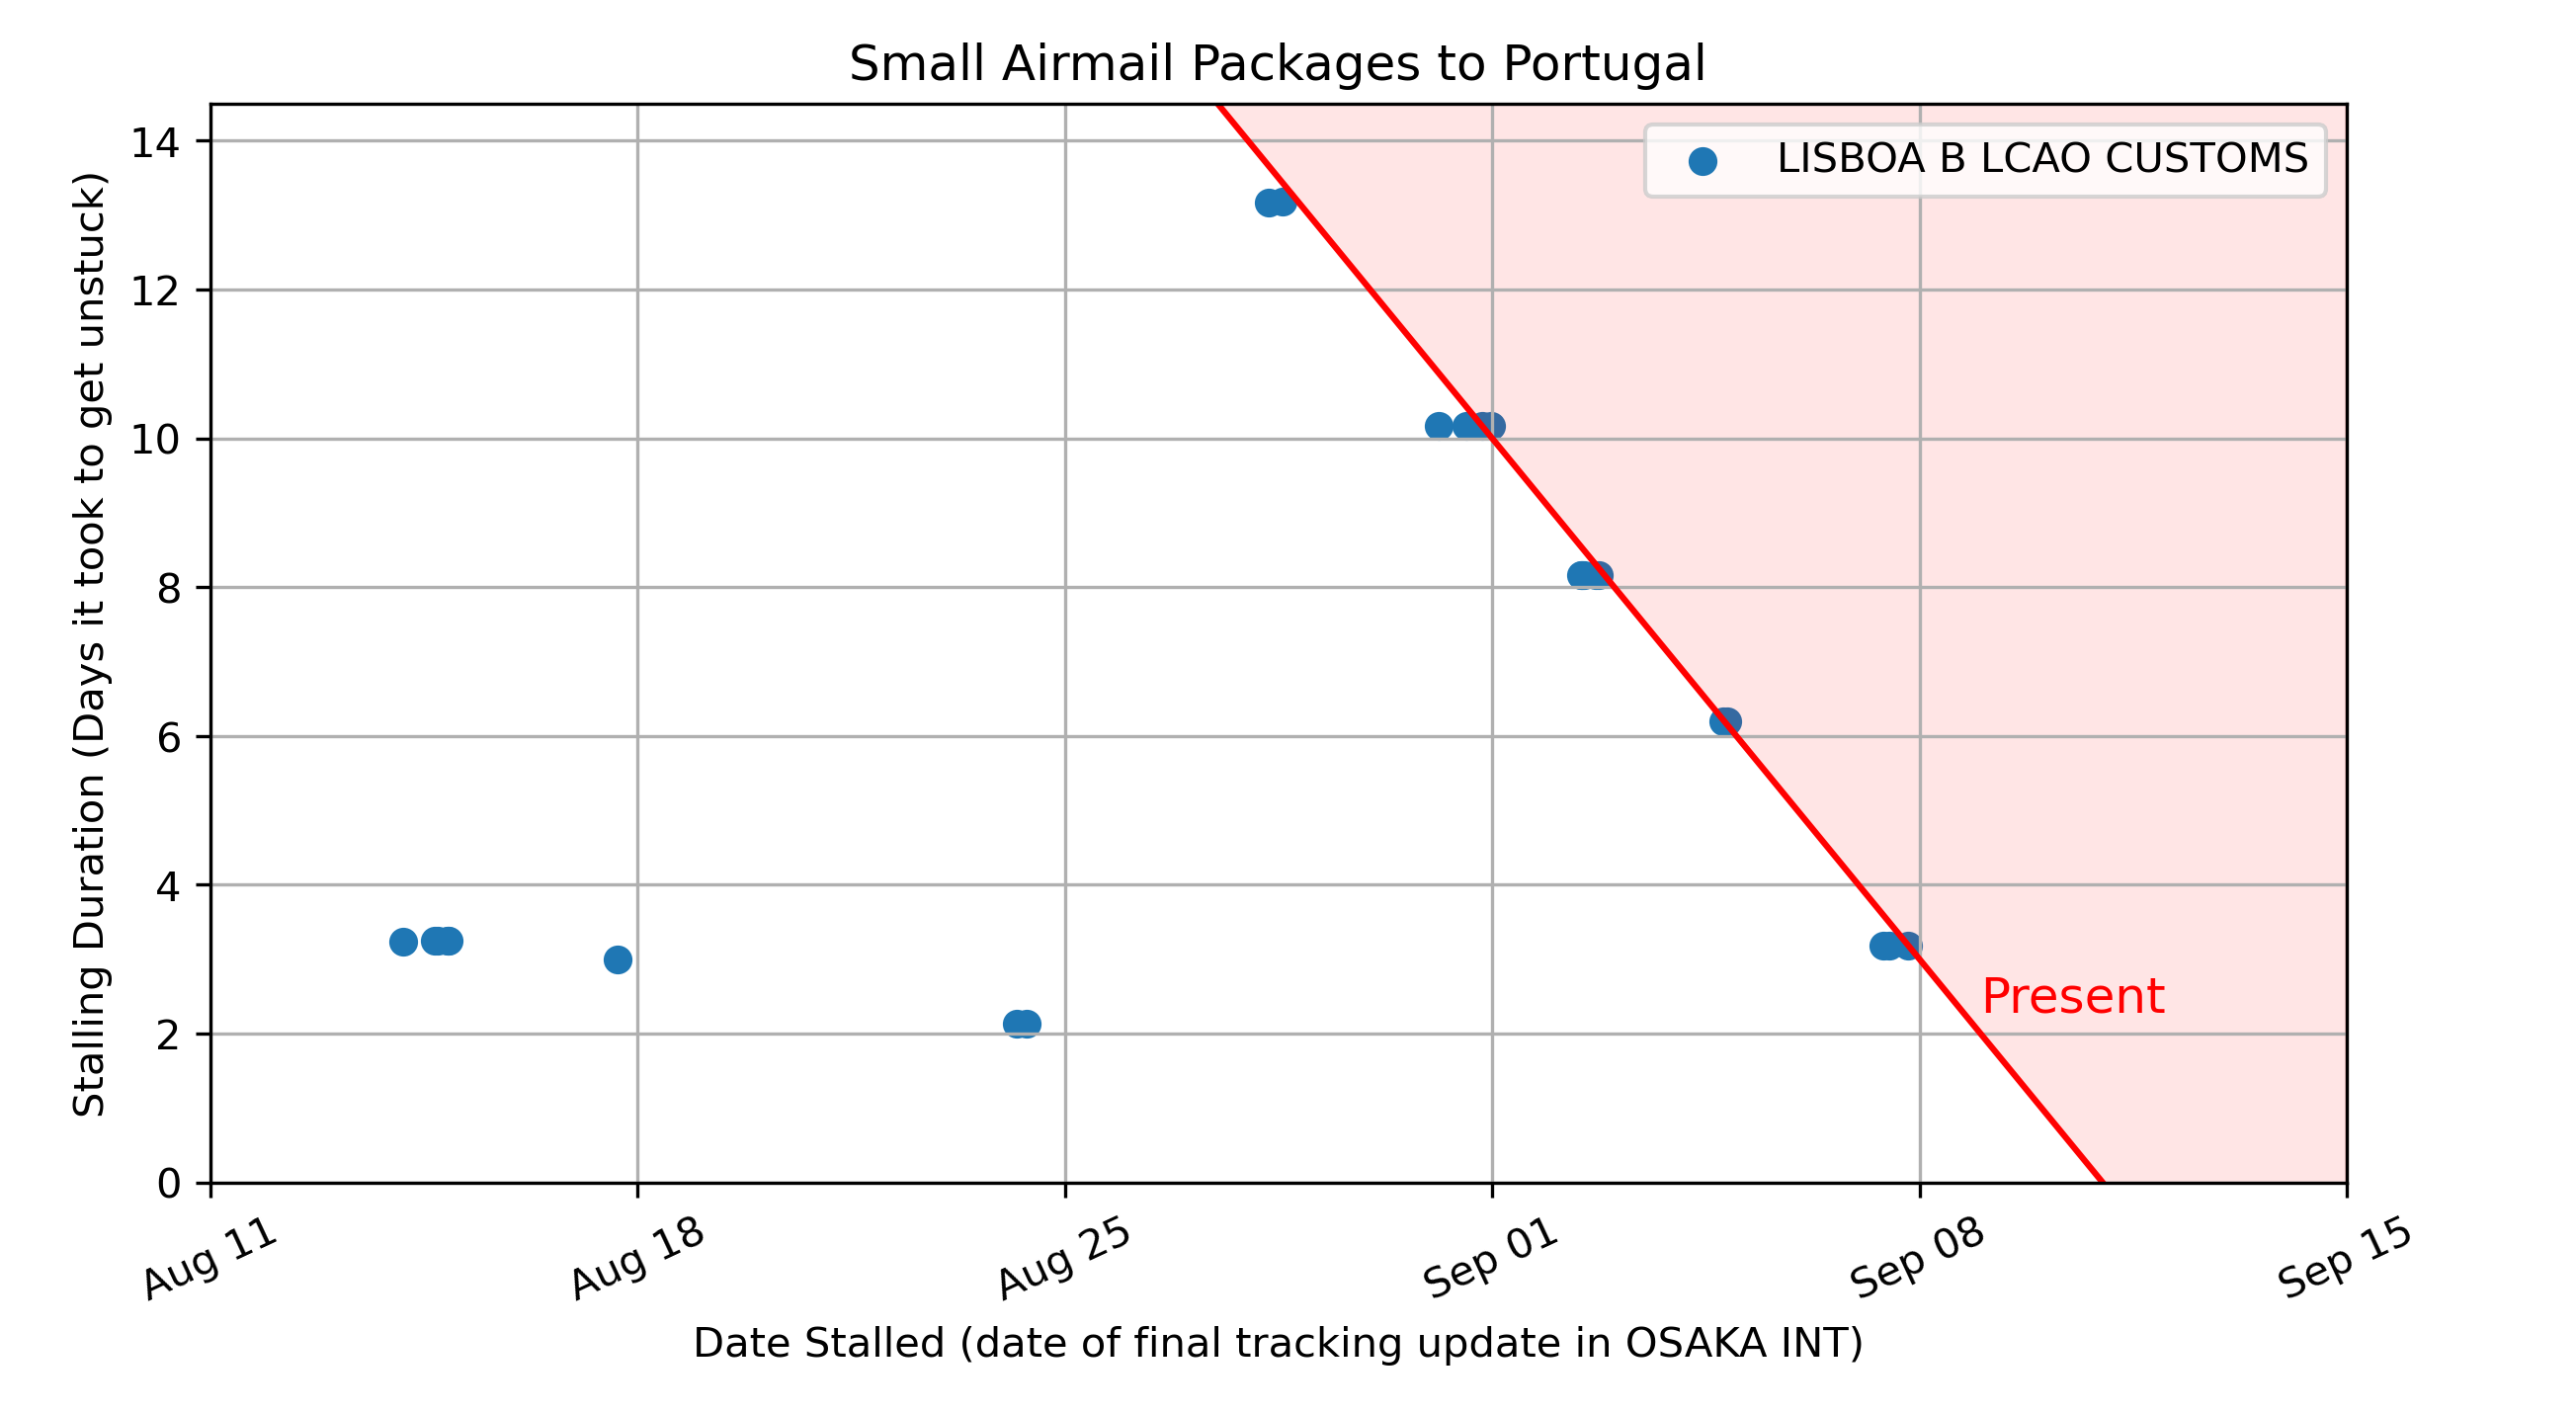 Small Airmail Packages to Portugal
Stalling Duration (Days it took to get unstuck)
14
12
10
8
6
4
2
0
LISBOA B LCAO CUSTOMS
Present
Aug 11
Aug 18
Aug 25
Sep 01
Sep 08
Sep 15
Date Stalled (date of final tracking update in OSAKA INT)